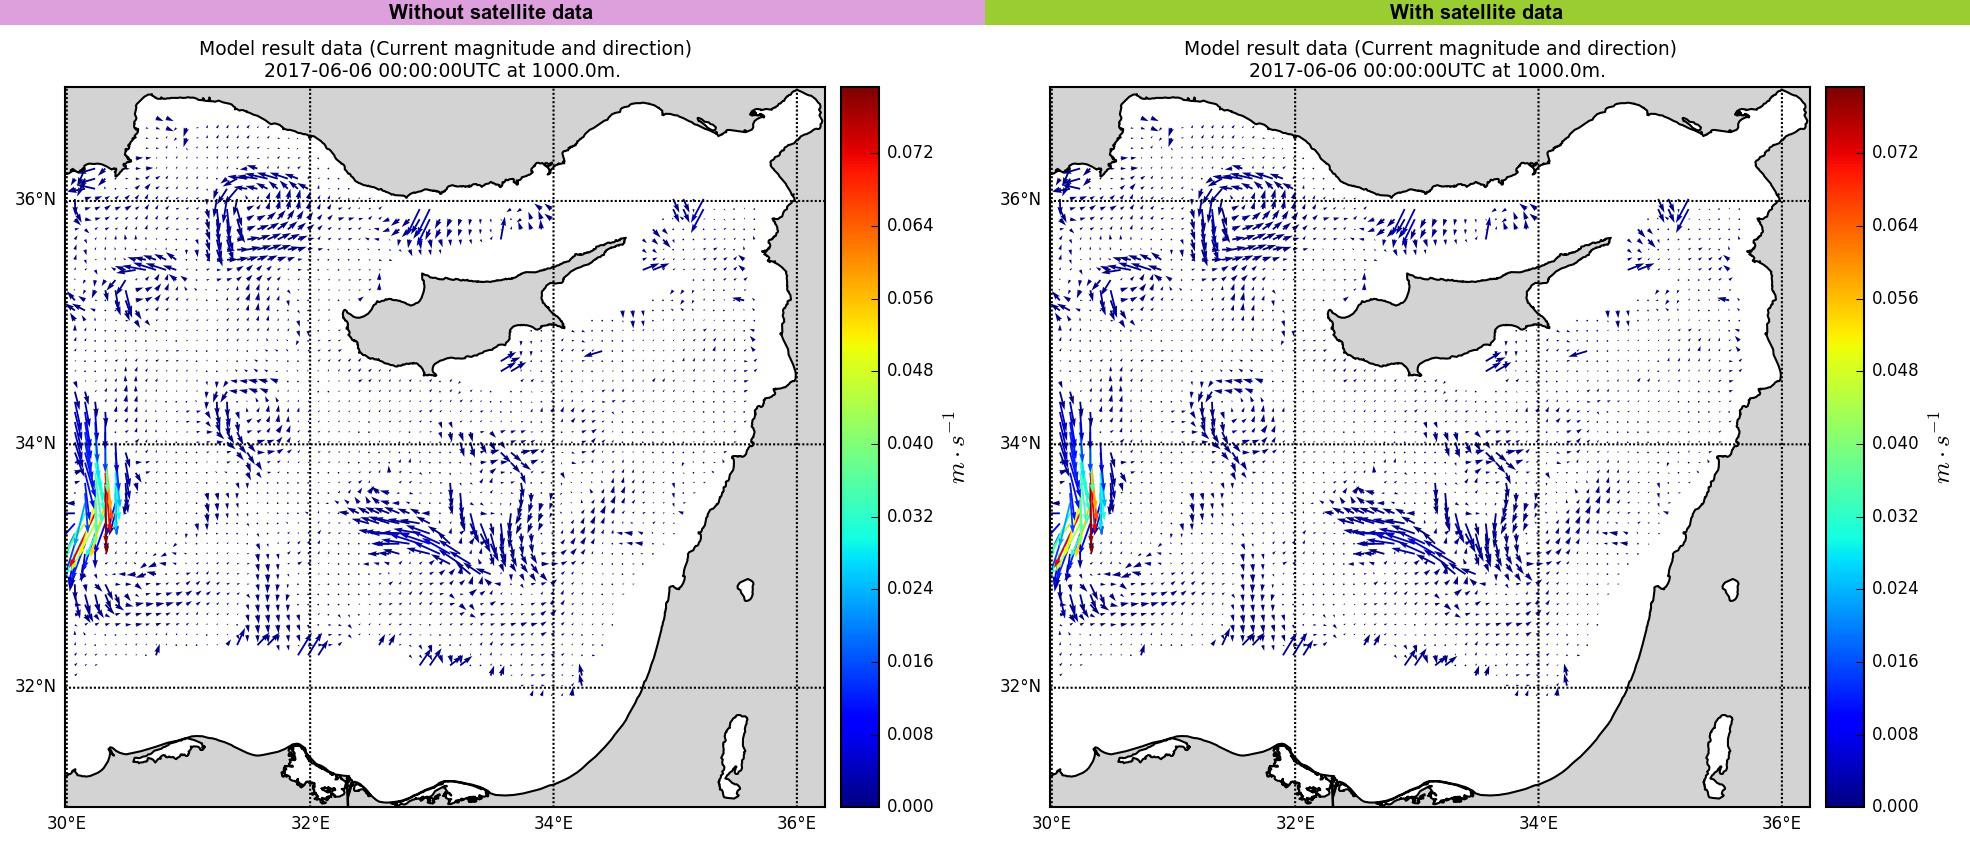 Without satellite data
Model result data (Current magnitude and direction)
2017-06-06 00:00:00UTC at 1000.0m.
36°N
34°N
32°N
30°E 32°E 34°E 36°E
0.072
0.064
0.056
0.048
0.040
0.032
0.024
0.016
0.008
0.000
m · s⁻¹
With satellite data
Model result data (Current magnitude and direction)
2017-06-06 00:00:00UTC at 1000.0m.
36°N
34°N
32°N
30°E 32°E 34°E 36°E
0.072
0.064
0.056
0.048
0.040
0.032
0.024
0.016
0.008
0.000
m · s⁻¹